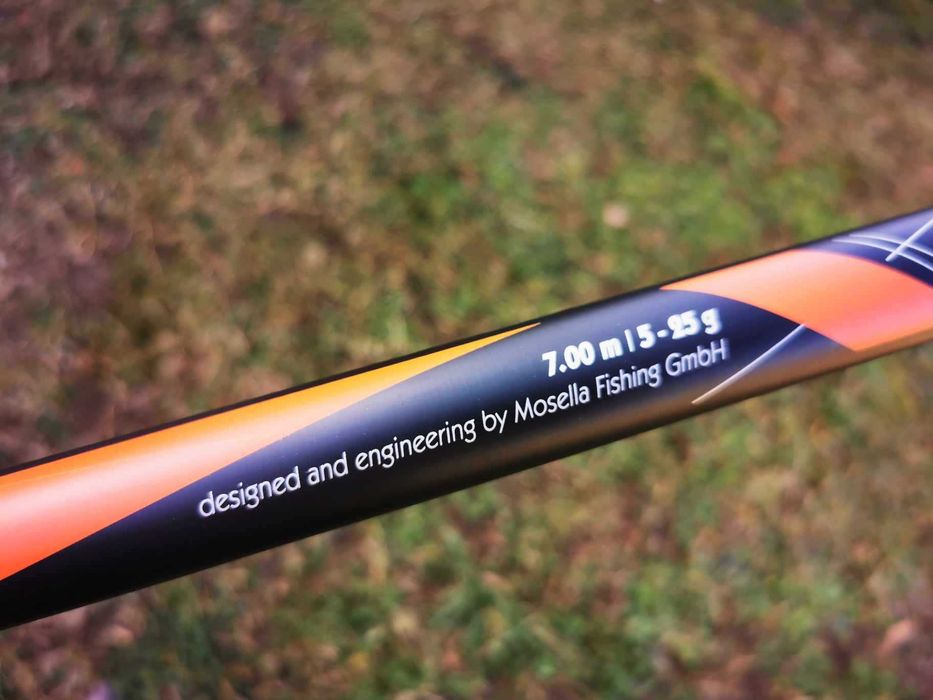 7.00 m | 5-25 g
designed and engineering by Mosella Fishing GmbH